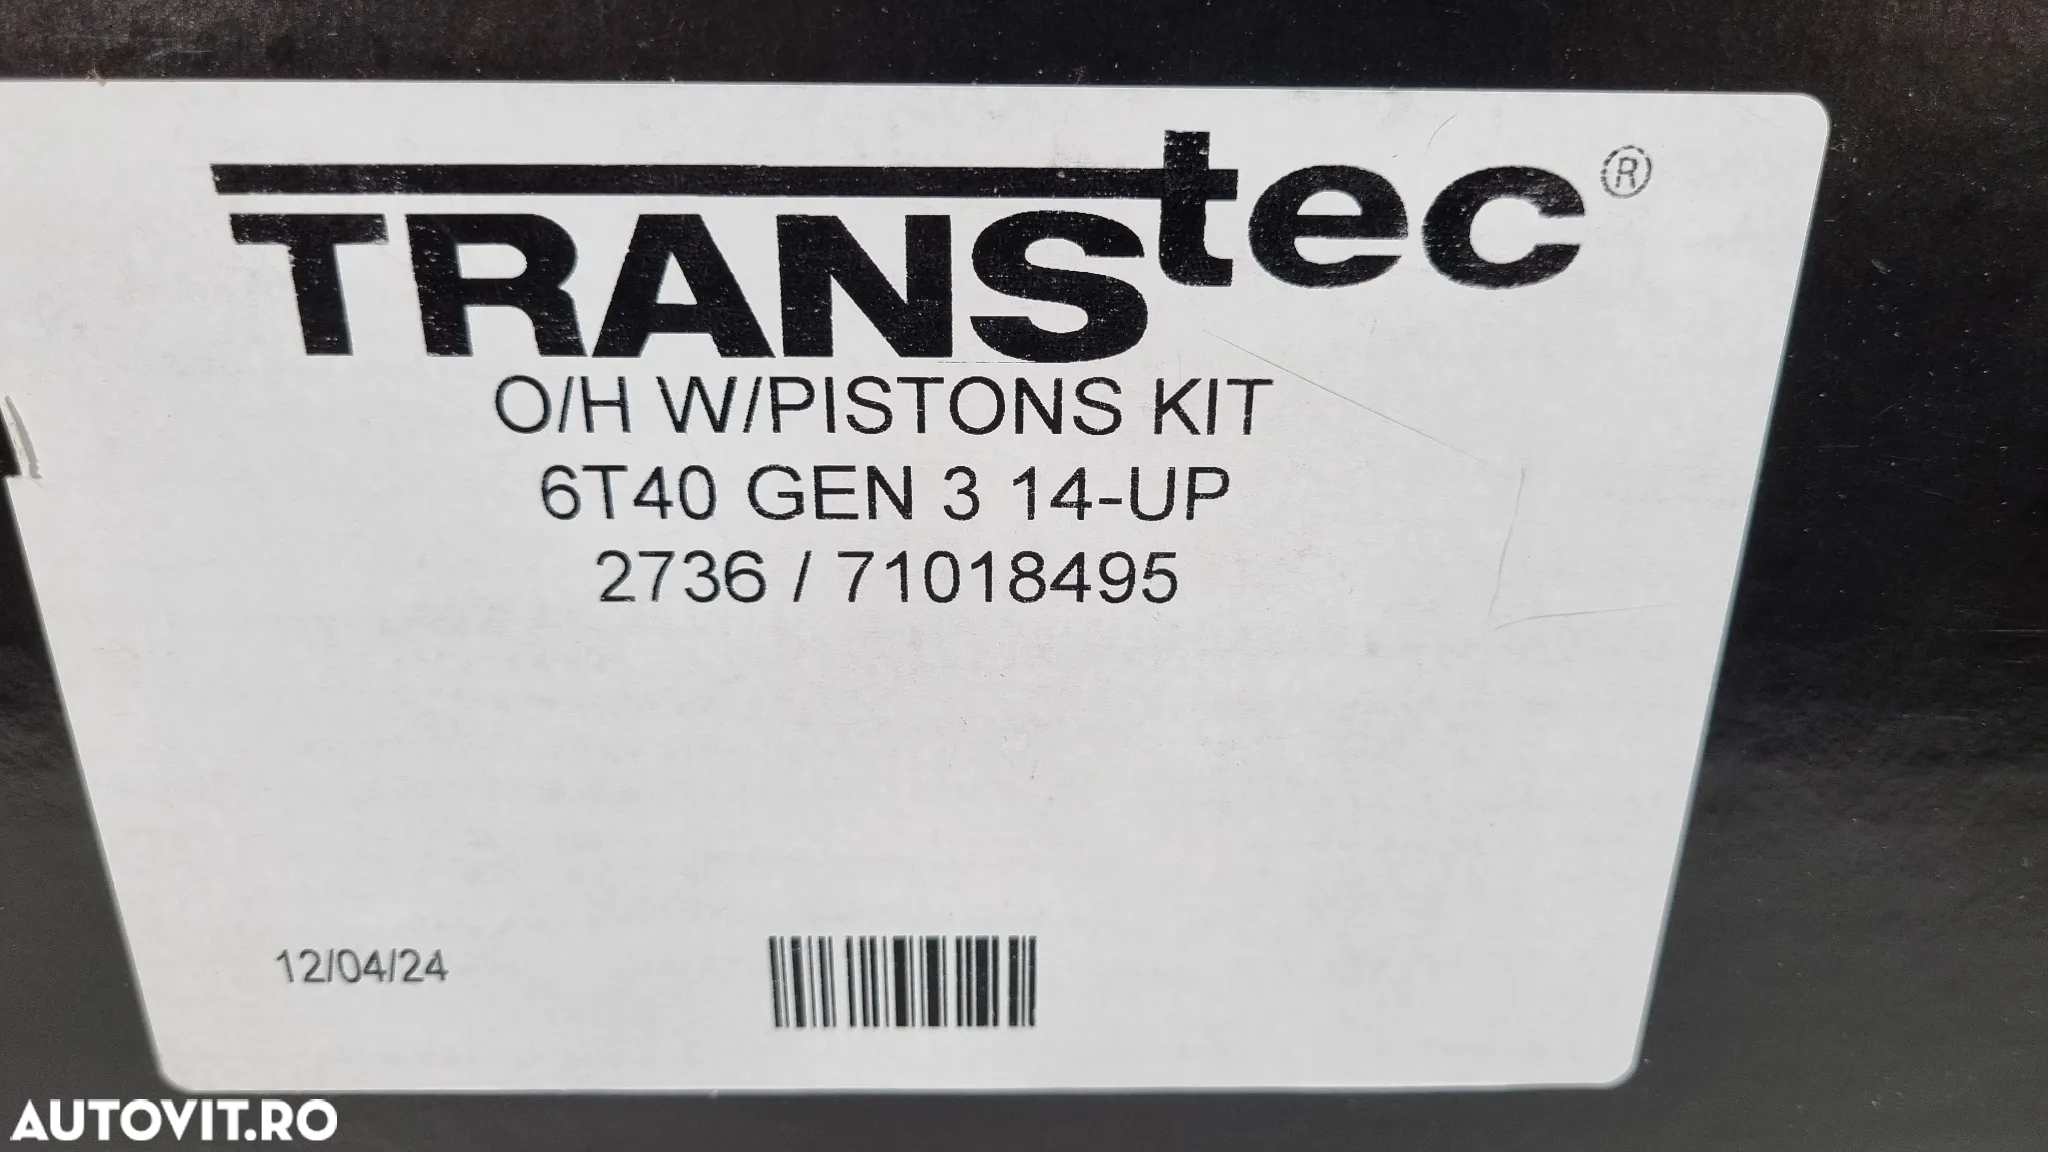 TRANStec®
O/H W/PISTONS KIT
6T40 GEN 3 14-UP
2736 / 71018495
12/04/24
AUTOVIT.RO